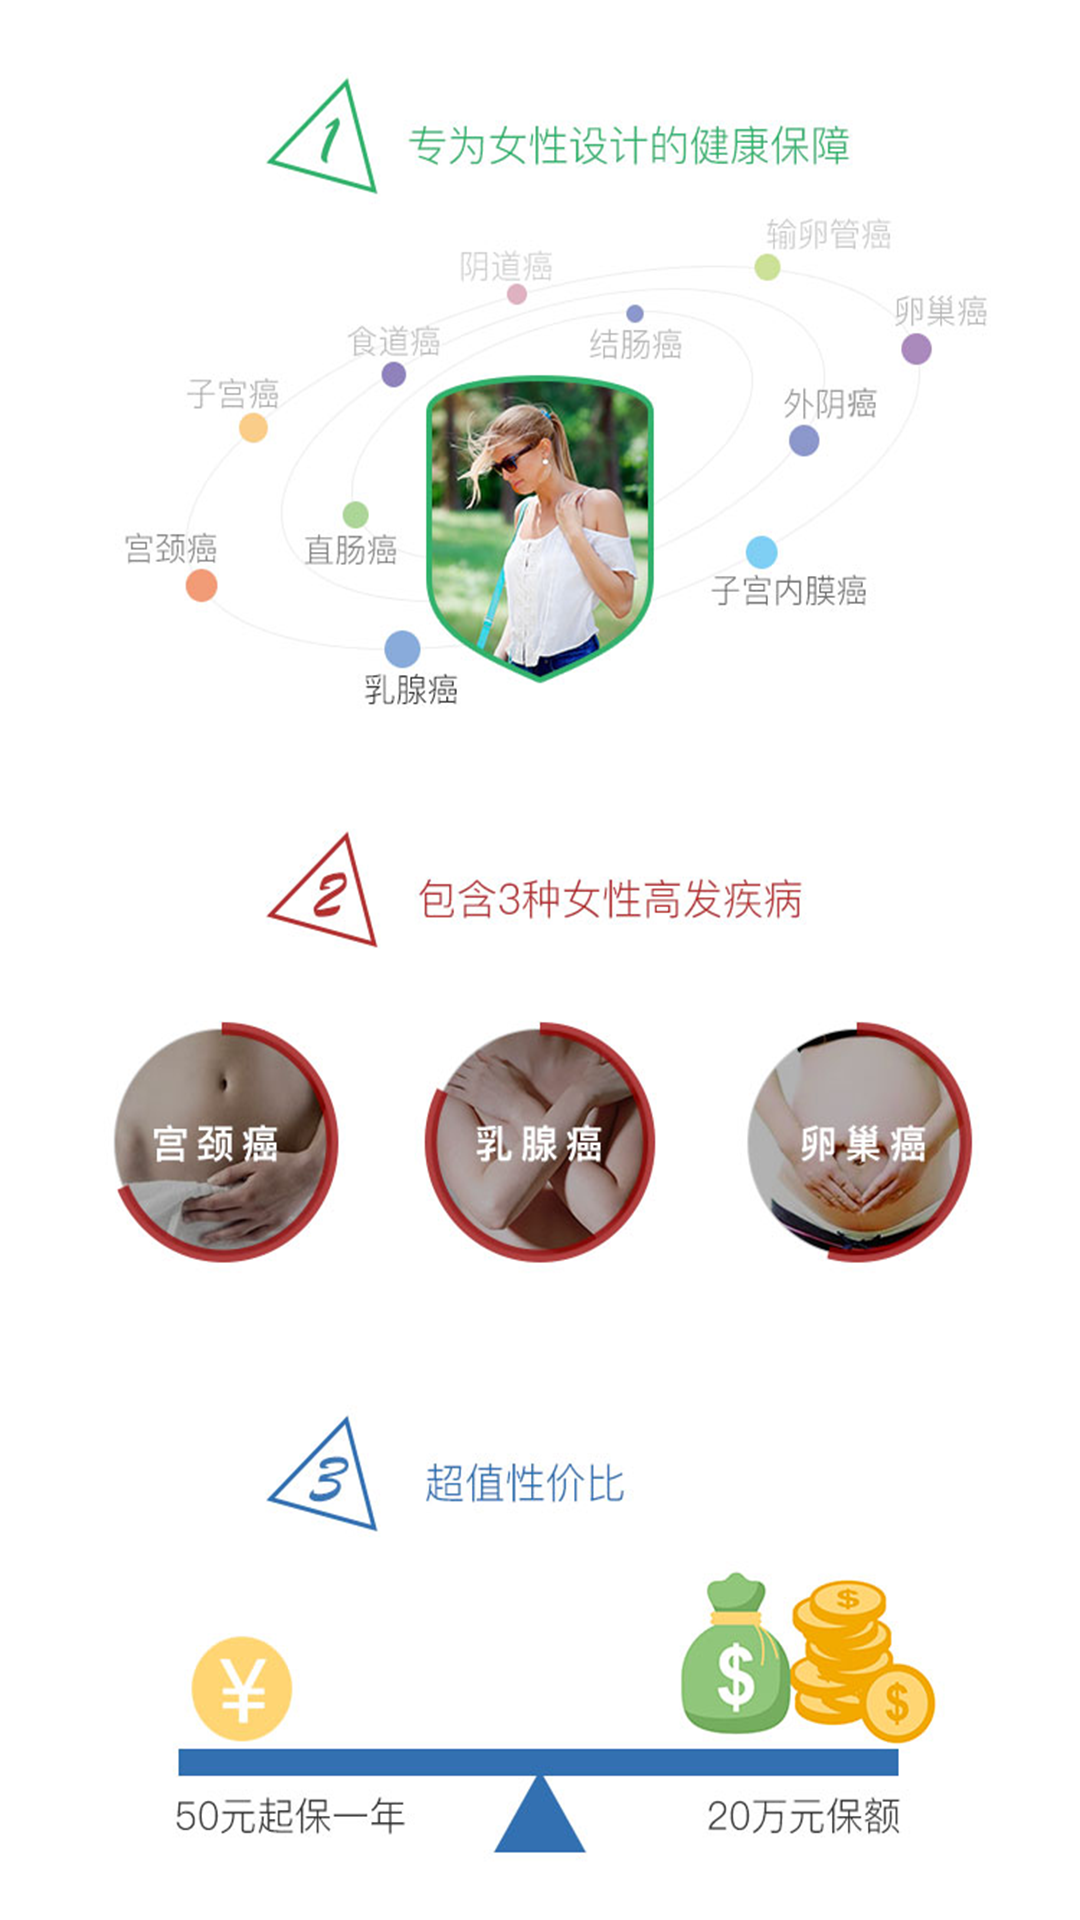 1
专为女性设计的健康保障
输卵管癌
阴道癌
卵巢癌
食道癌
结肠癌
子宫癌
外阴癌
宫颈癌
直肠癌
子宫内膜癌
乳腺癌
2
包含3种女性高发疾病
宫颈癌
乳腺癌
卵巢癌
3
超值性价比
$
¥
$
$
50元起保一年
20万元保额